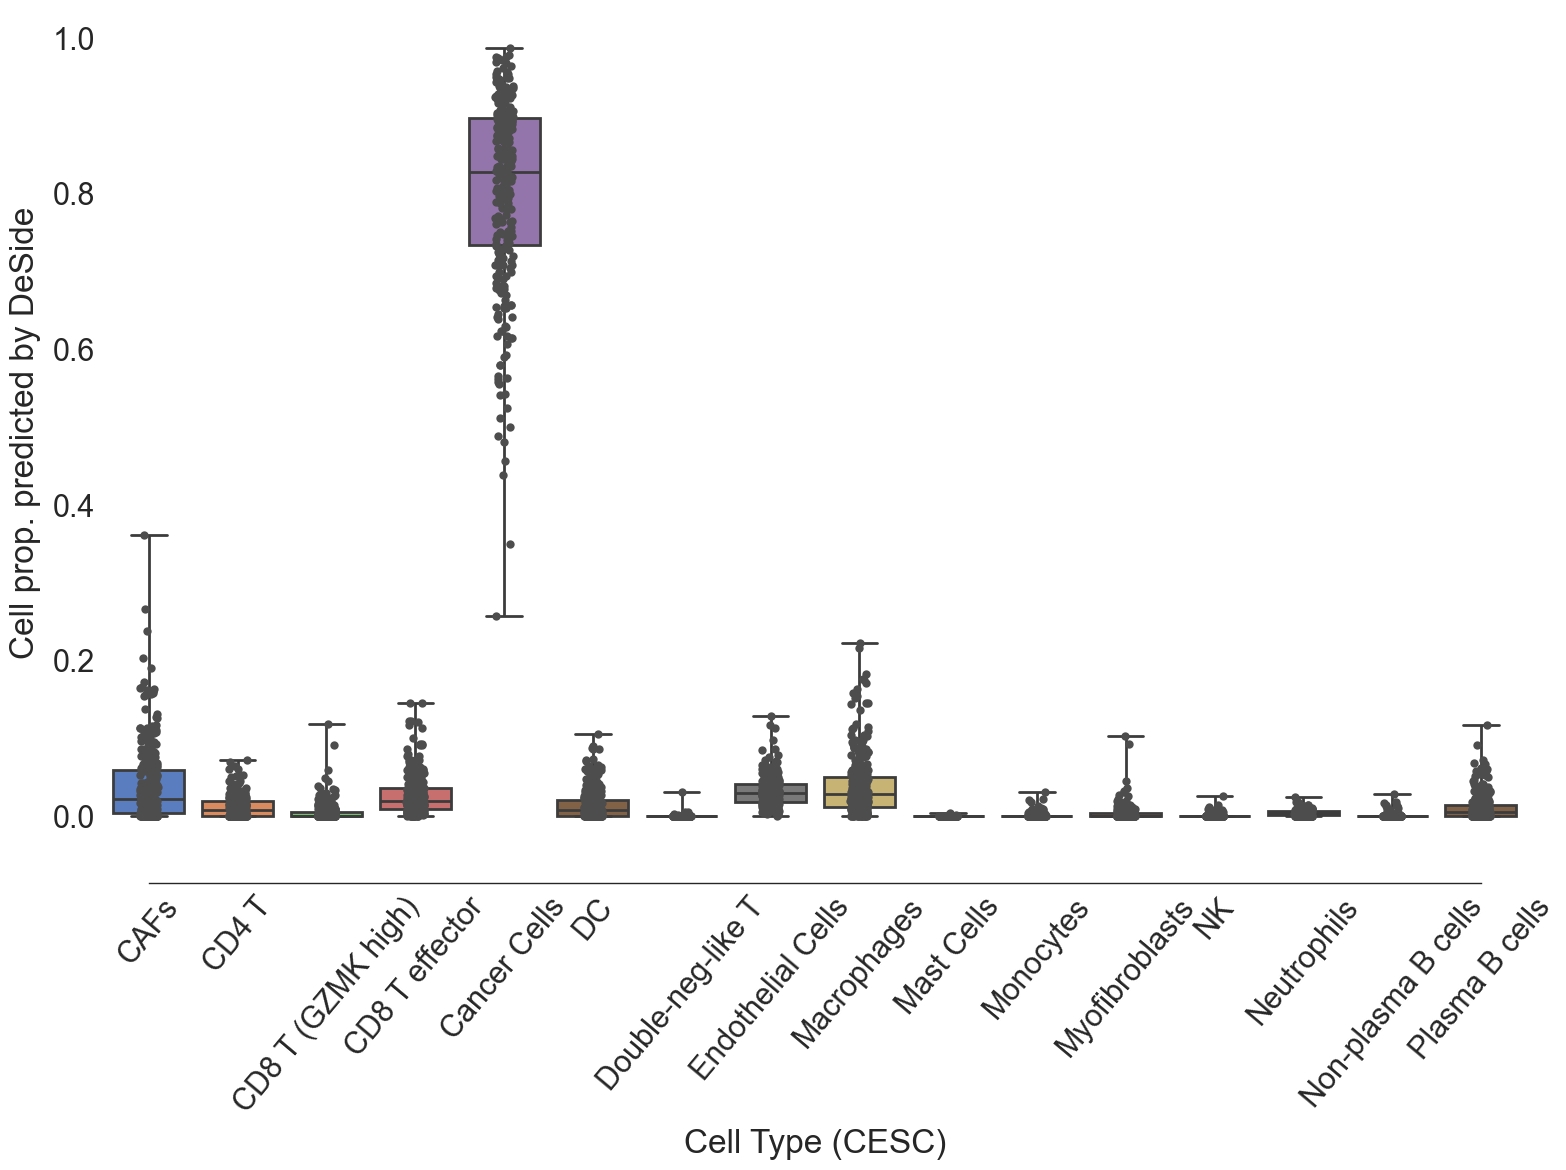 Cell prop. predicted by DeSide
1.0
0.8
0.6
0.4
0.2
0.0
CAFs
CD4 T
CD8 T (GZMK high)
CD8 T effector
Cancer Cells
DC
Double-neg-like T
Endothelial Cells
Macrophages
Mast Cells
Monocytes
Myofibroblasts
NK
Neutrophils
Non-plasma B cells
Plasma B cells
Cell Type (CESC)